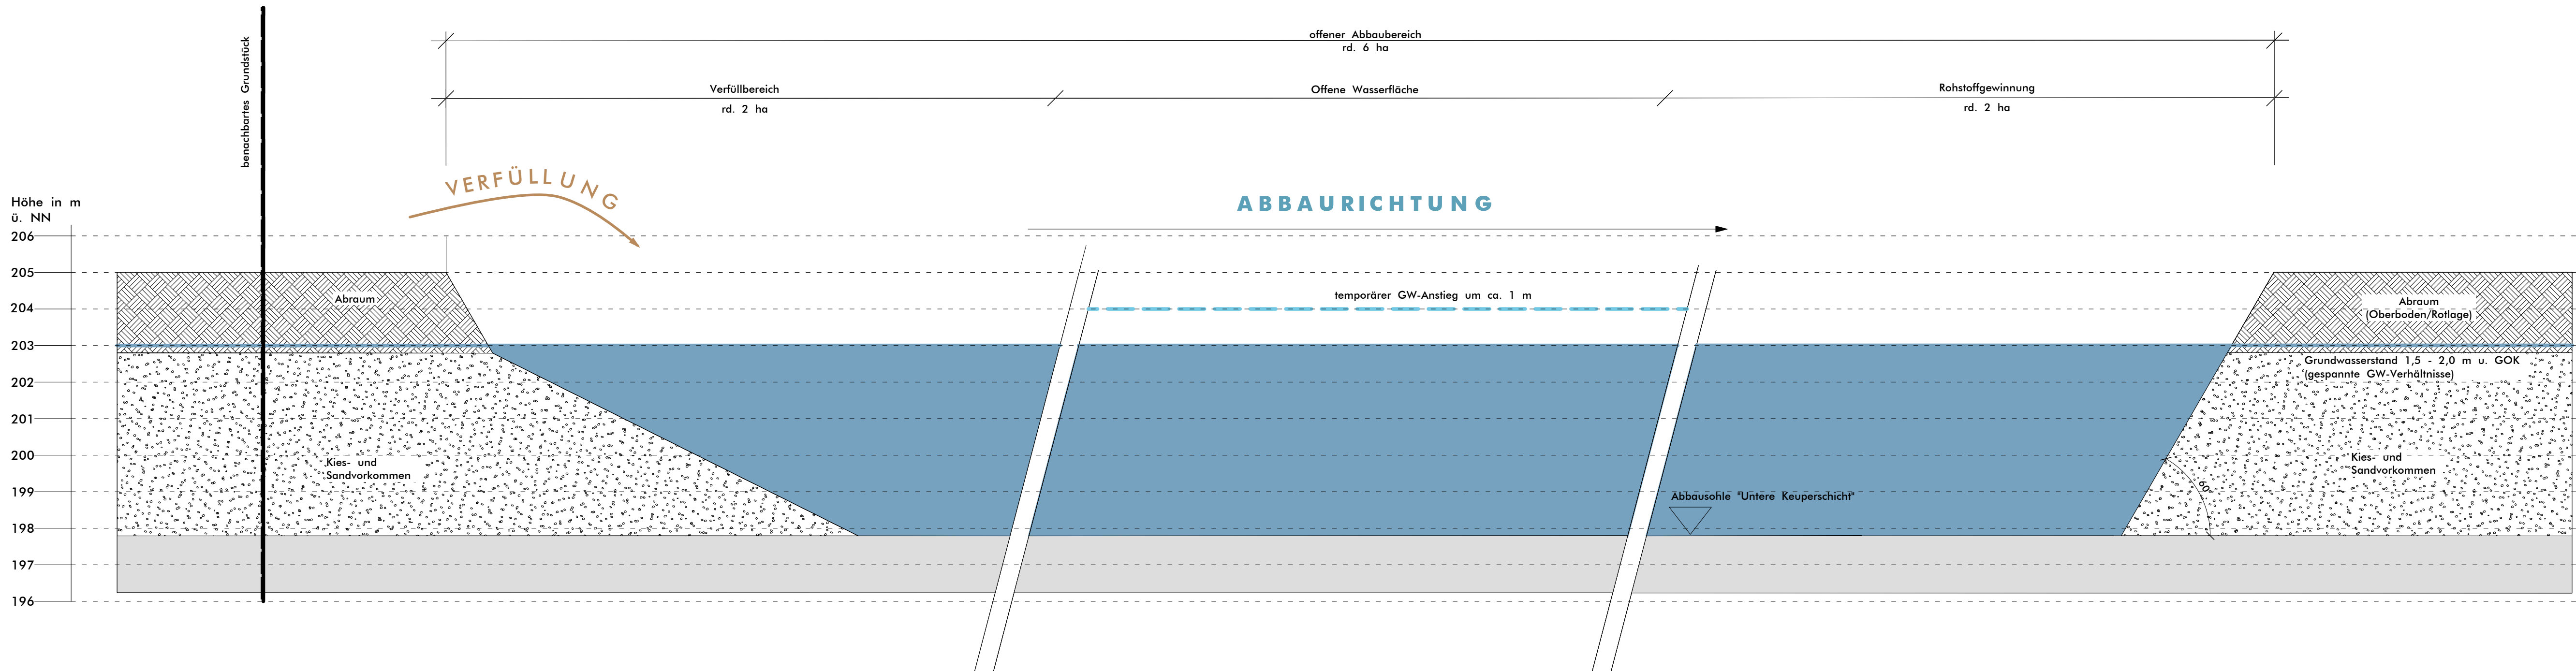 offener Abbaubereich
rd. 6 ha
Verfüllbereich
rd. 2 ha
Offene Wasserfläche
Rohstoffgewinnung
rd. 2 ha
benachbartes Grundstück
VERFÜLLUNG
ABBAURICHTUNG
Höhe in m
ü. NN
206
205
204
203
202
201
200
199
198
197
196
Abraum
temporärer GW-Anstieg um ca. 1 m
Abraum
(Oberboden/Rotlage)
Grundwasserstand 1,5 - 2,0 m u. GOK
(gespannte GW-Verhältnisse)
Kies- und
Sandvorkommen
Kies- und
Sandvorkommen
Abbausohle "Untere Keuperschicht"
60